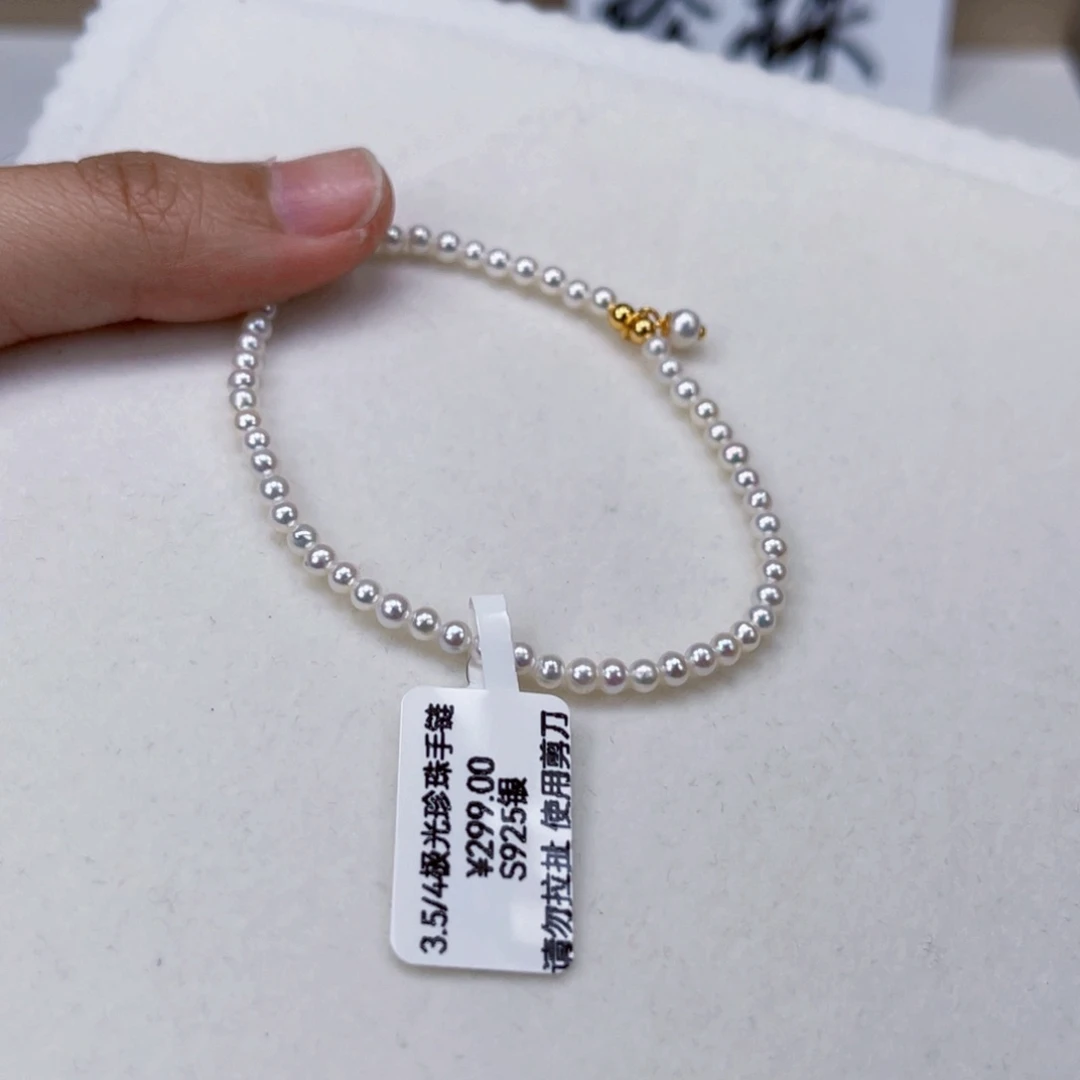 珠
3.5/4极光珍珠手链
¥299.00
S925银
请勿拉扯 使用剪刀